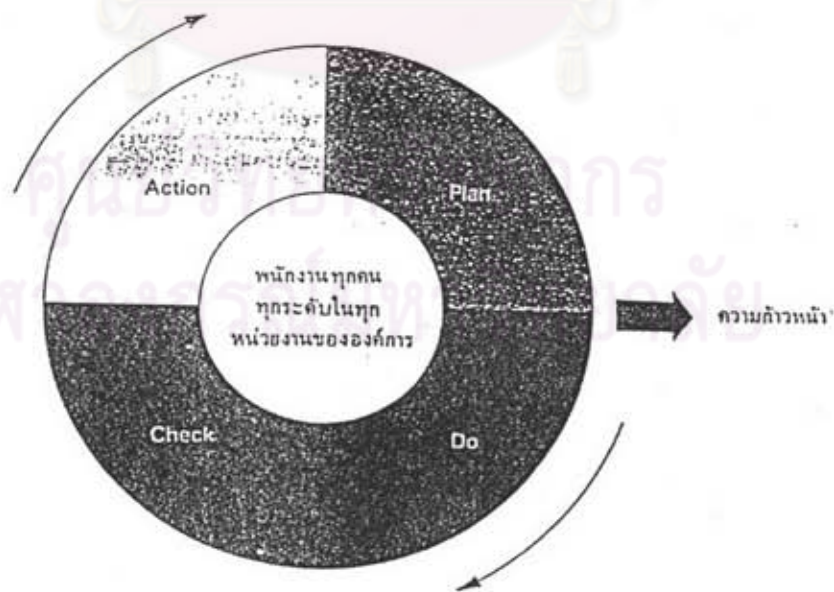 Action
Plan
พนักงานทุกคน
ทุกระดับในทุก
หน่วยงานขององค์การ
ความก้าวหน้า
Check
Do